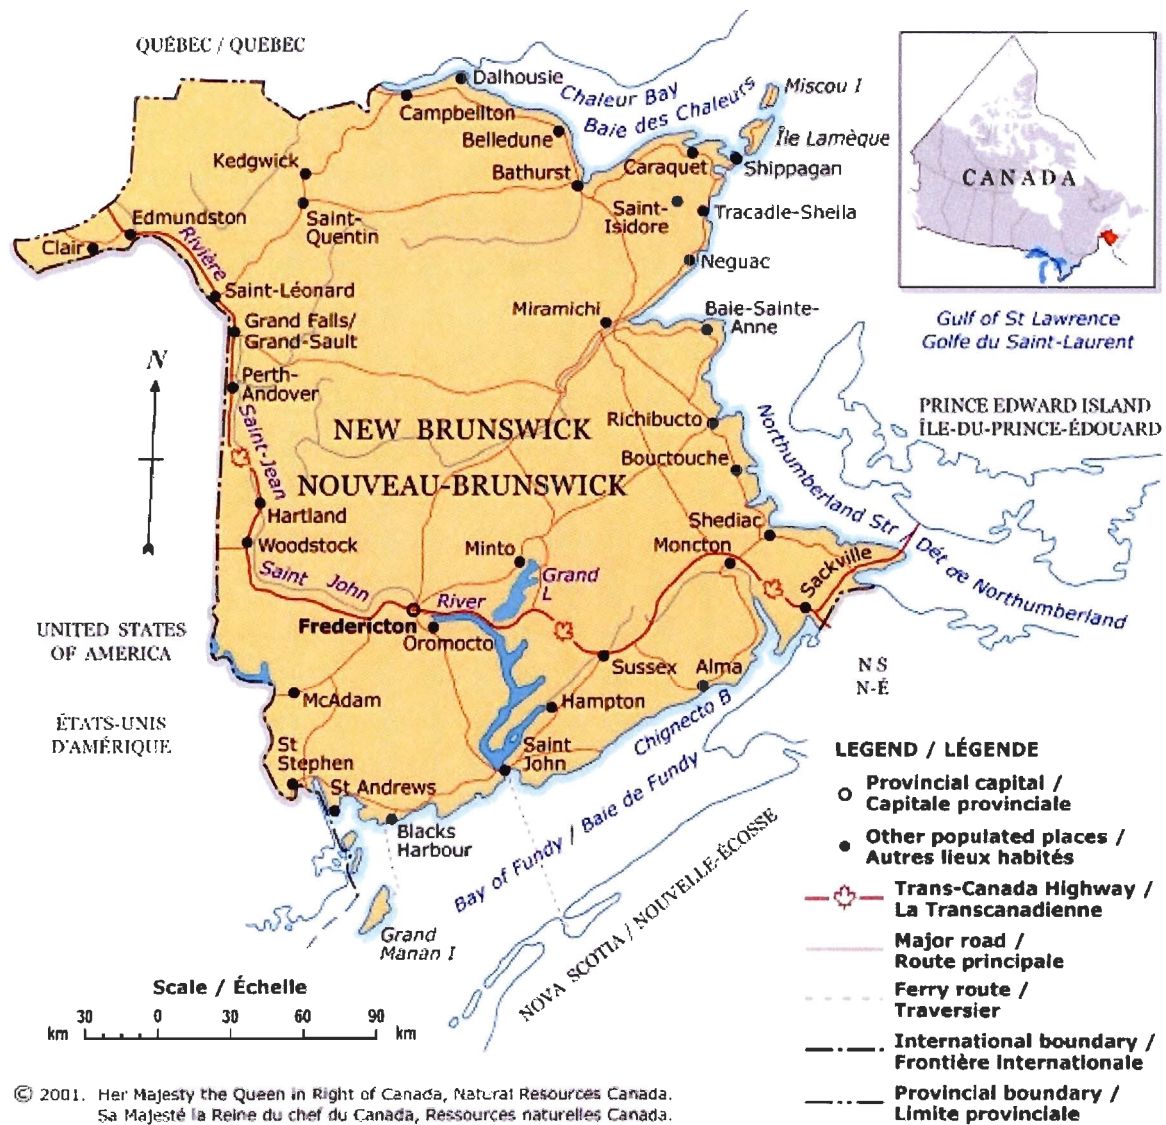 QUÉBEC / QUEBEC
Dalhousie
Campbellton
Chaleur Bay
Baie des Chaleurs
Miscou I
Île Lamèque
Belledune
Kedgwick
Bathurst
Caraquet
Shippagan
CANADA
Saint-
Quentin
Saint-
Isidore
Tracadie-Sheila
Edmundston
Clair
Rivière
Neguac
Saint-Léonard
Grand Falls/
Grand-Sault
Miramichi
Baie-Sainte-
Anne
Gulf of St Lawrence
Golfe du Saint-Laurent
N
Perth-
Andover
Saint-Jean
NEW BRUNSWICK
NOUVEAU-BRUNSWICK
Richibucto
Bouctouche
Northumberland Str
Dét de Northumberland
PRINCE EDWARD ISLAND
ÎLE-DU-PRINCE-ÉDOUARD
Hartland
Woodstock
Shediac
Moncton
Sackville
Minto
Grand
L
Saint John River
Fredericton
Oromocto
UNITED STATES
OF AMERICA
ÉTATS-UNIS
D'AMÉRIQUE
Sussex
Alma
N S
N-É
McAdam
Hampton
Chignecto B
St
Stephen
Saint
John
St Andrews
Blacks
Harbour
Bay of Fundy / Baie de Fundy
Grand
Manan I
NOVA SCOTIA / NOUVELLE-ÉCOSSE
LEGEND / LÉGENDE
Provincial capital /
Capitale provinciale
Other populated places /
Autres lieux habités
Trans-Canada Highway /
La Transcanadienne
Major road /
Route principale
Ferry route /
Traversier
International boundary /
Frontière internationale
Provincial boundary /
Limite provinciale
Scale / Échelle
30 0 30 60 90
km km
© 2001. Her Majesty the Queen in Right of Canada, Natural Resources Canada.
Sa Majesté la Reine du chef du Canada, Ressources naturelles Canada.